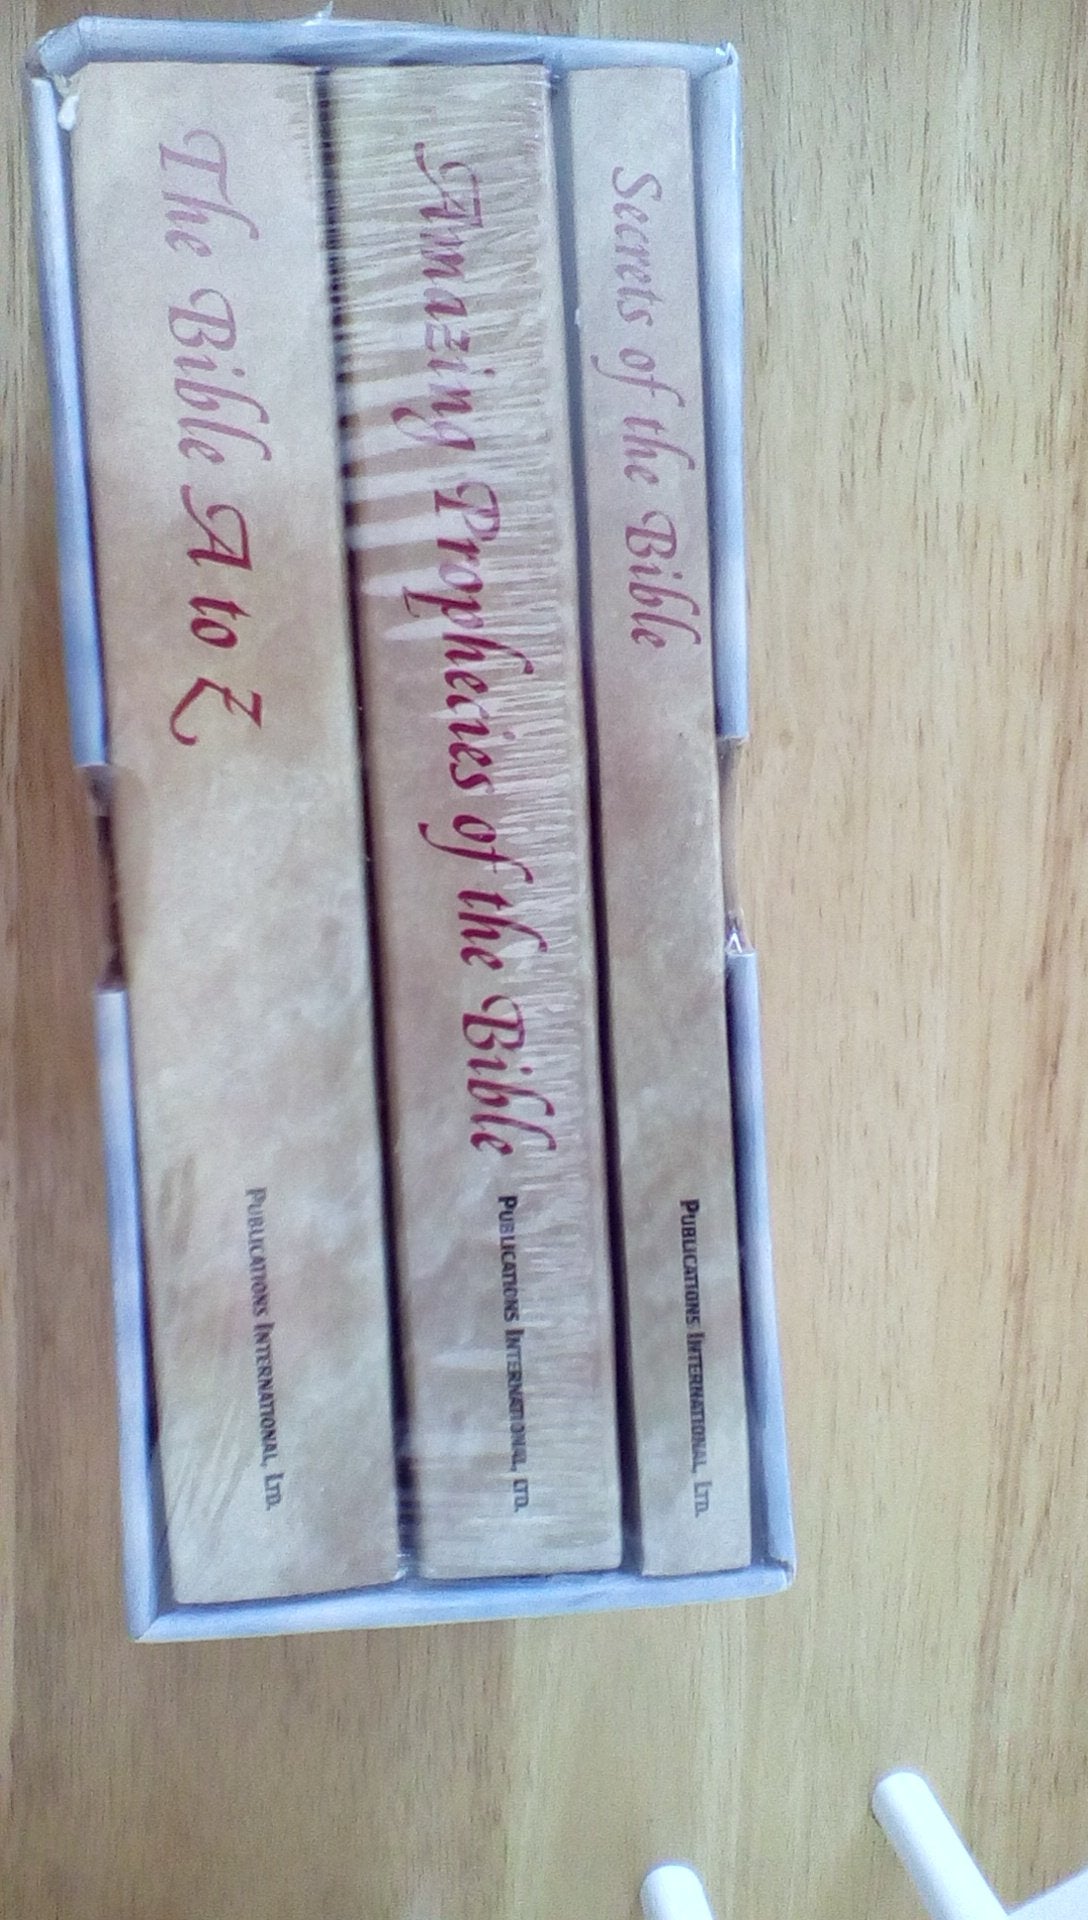 The Bible A to Z
PUBLICATIONS INTERNATIONAL, LTD.
Amazing Prophecies of the Bible
PUBLICATIONS INTERNATIONAL, LTD.
Secrets of the Bible
PUBLICATIONS INTERNATIONAL, LTD.